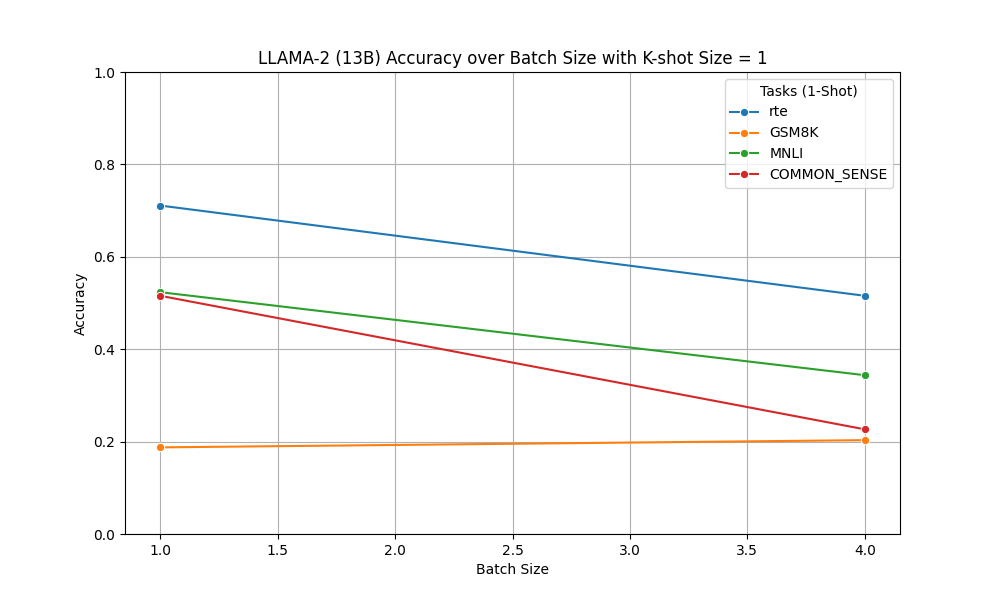 LLAMA-2 (13B) Accuracy over Batch Size with K-shot Size = 1
Tasks (1-Shot)
rte
GSM8K
MNLI
COMMON_SENSE
Accuracy
1.0
0.8
0.6
0.4
0.2
0.0
1.0 1.5 2.0 2.5 3.0 3.5 4.0
Batch Size